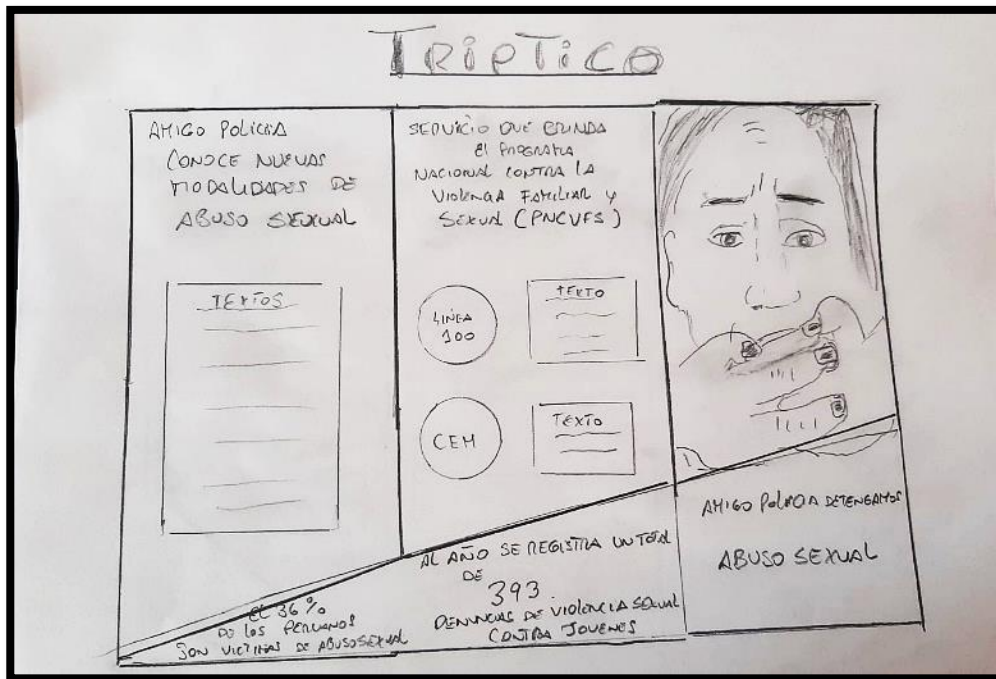 TRIPTICO
AMIGO POLICIA
CONOCE NUEVAS
MODALIDADES DE
ABUSO SEXUAL
TEXTOS
SERVICIO QUE BRINDA
El PROGRAMA
NACIONAL CONTRA LA
VIOLENCIA FAMILIAR Y
SEXUAL (PNCVFS)
LINEA
100
TEXTO
CEM
TEXTO
EL 36%
DE LOS PERUANOS
SON VICTIMAS DE ABUSO SEXUAL
AL AÑO SE REGISTRA UN TOTAL
DE
393.
DENUNCIAS DE VIOLENCIA SEXUAL
CONTRA JOVENES
AMIGO POLICIA DETENGAMOS
ABUSO SEXUAL